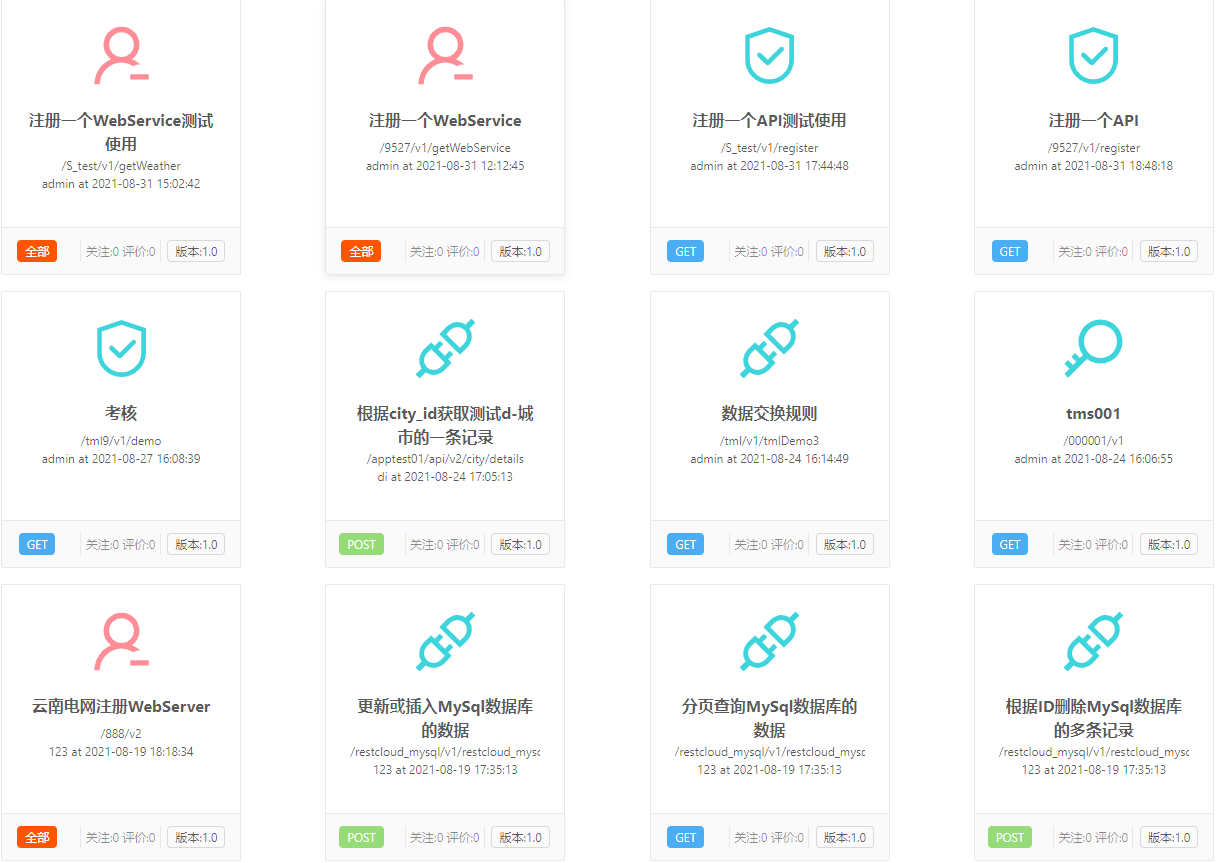 注册一个WebService测试
使用
/S_test/v1/getWeather
admin at 2021-08-31 15:02:42
全部 关注:0 评价:0 版本:1.0
注册一个WebService
/9527/v1/getWebService
admin at 2021-08-31 12:12:45
全部 关注:0 评价:0 版本:1.0
注册一个API测试使用
/S_test/v1/register
admin at 2021-08-31 17:44:48
GET 关注:0 评价:0 版本:1.0
注册一个API
/9527/v1/register
admin at 2021-08-31 18:48:18
GET 关注:0 评价:0 版本:1.0
考核
/tml9/v1/demo
admin at 2021-08-27 16:08:39
GET 关注:0 评价:0 版本:1.0
根据city_id获取测试d-城
市的一条记录
/apptest01/api/v2/city/details
di at 2021-08-24 17:05:13
POST 关注:0 评价:0 版本:1.0
数据交换规则
/tml/v1/tmlDemo3
admin at 2021-08-24 16:14:49
GET 关注:0 评价:0 版本:1.0
tms001
/000001/v1
admin at 2021-08-24 16:06:55
GET 关注:0 评价:0 版本:1.0
云南电网注册WebServer
/888/v2
123 at 2021-08-19 18:18:34
全部 关注:0 评价:0 版本:1.0
更新或插入MySql数据库
的数据
/restcloud_mysql/v1/restcloud_mysc
123 at 2021-08-19 17:35:13
POST 关注:0 评价:0 版本:1.0
分页查询MySql数据库的
数据
/restcloud_mysql/v1/restcloud_mysc
123 at 2021-08-19 17:35:13
GET 关注:0 评价:0 版本:1.0
根据ID删除MySql数据库
的多条记录
/restcloud_mysql/v1/restcloud_mysc
123 at 2021-08-19 17:35:13
POST 关注:0 评价:0 版本:1.0